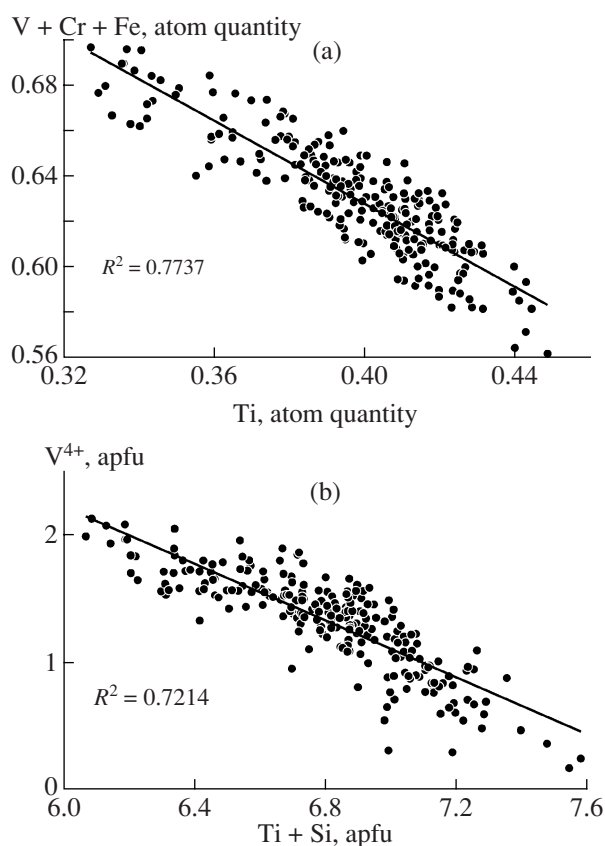 V + Cr + Fe, atom quantity
(a)
0.68
0.64
0.60
R² = 0.7737
0.56
0.32 0.36 0.40 0.44
Ti, atom quantity
V⁴⁺, apfu
(b)
2
1
R² = 0.7214
0
6.0 6.4 6.8 7.2 7.6
Ti + Si, apfu